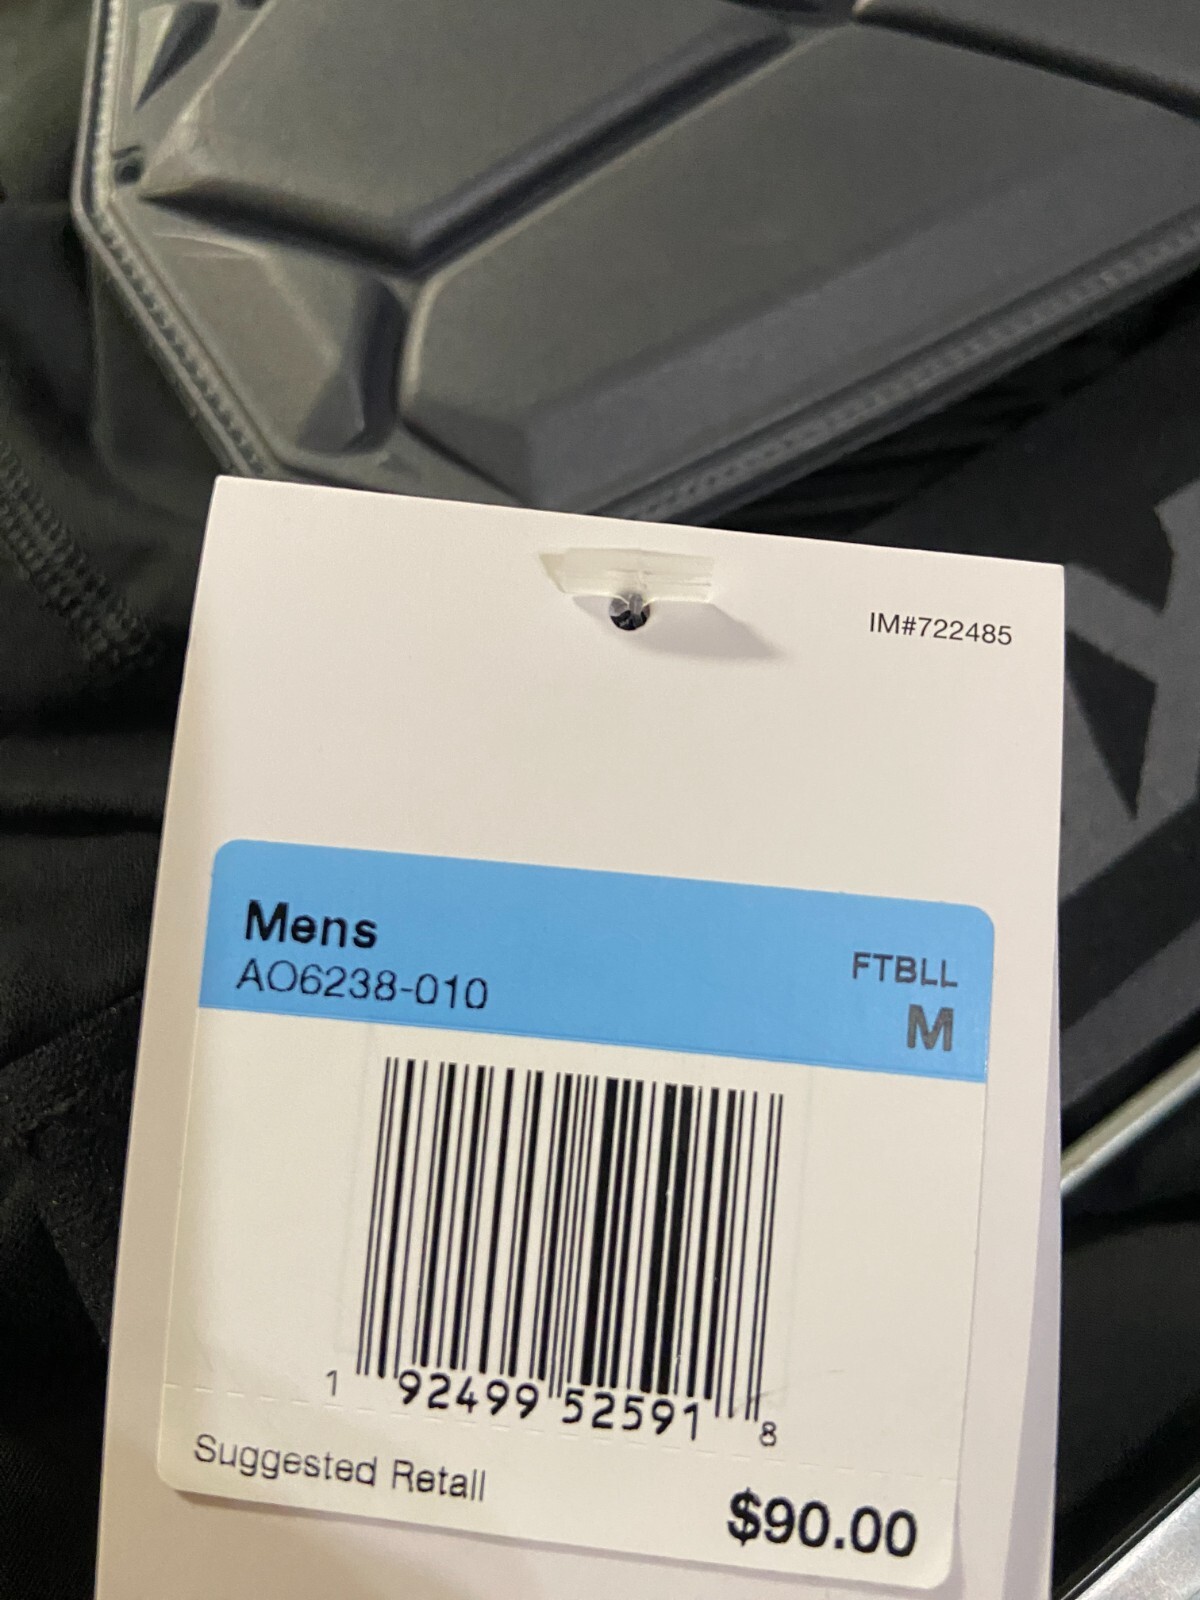 IM#722485
Mens
AO6238-010
FTBLL
M
1 92499 52591 8
Suggested Retail
$90.00